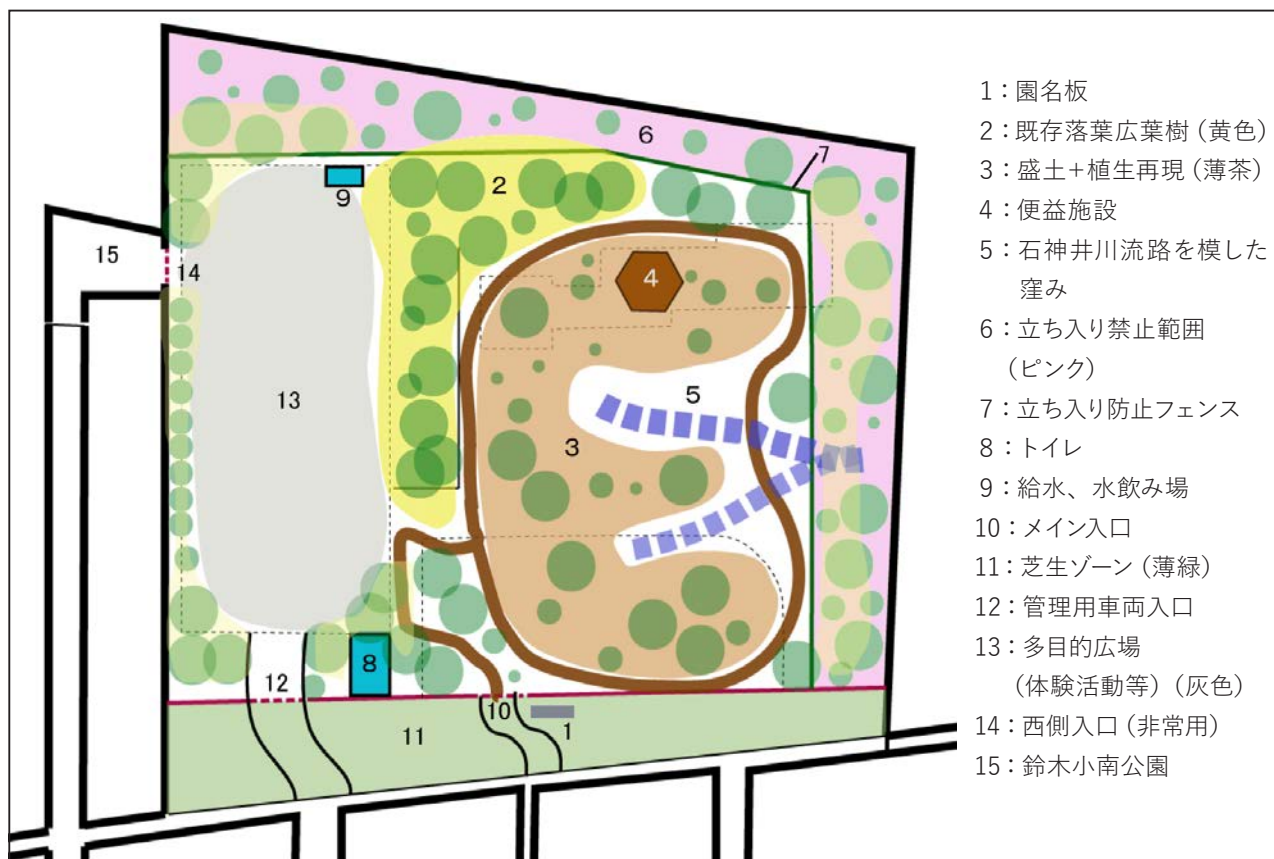 6
7
2
9
15
14
4
5
13
3
8
12
10
1
11
1：園名板
2：既存落葉広葉樹（黄色）
3：盛土+植生再現（薄茶）
4：便益施設
5：石神井川流路を模した
窪み
6：立ち入り禁止範囲
（ピンク）
7：立ち入り防止フェンス
8：トイレ
9：給水、水飲み場
10：メイン入口
11：芝生ゾーン（薄緑）
12：管理用車両入口
13：多目的広場
（体験活動等）（灰色）
14：西側入口（非常用）
15：鈴木小南公園